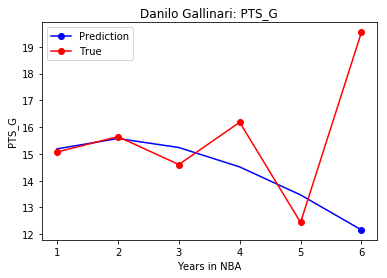 Danilo Gallinari: PTS_G
Prediction
True
PTS_G
19
18
17
16
15
14
13
12
1 2 3 4 5 6
Years in NBA